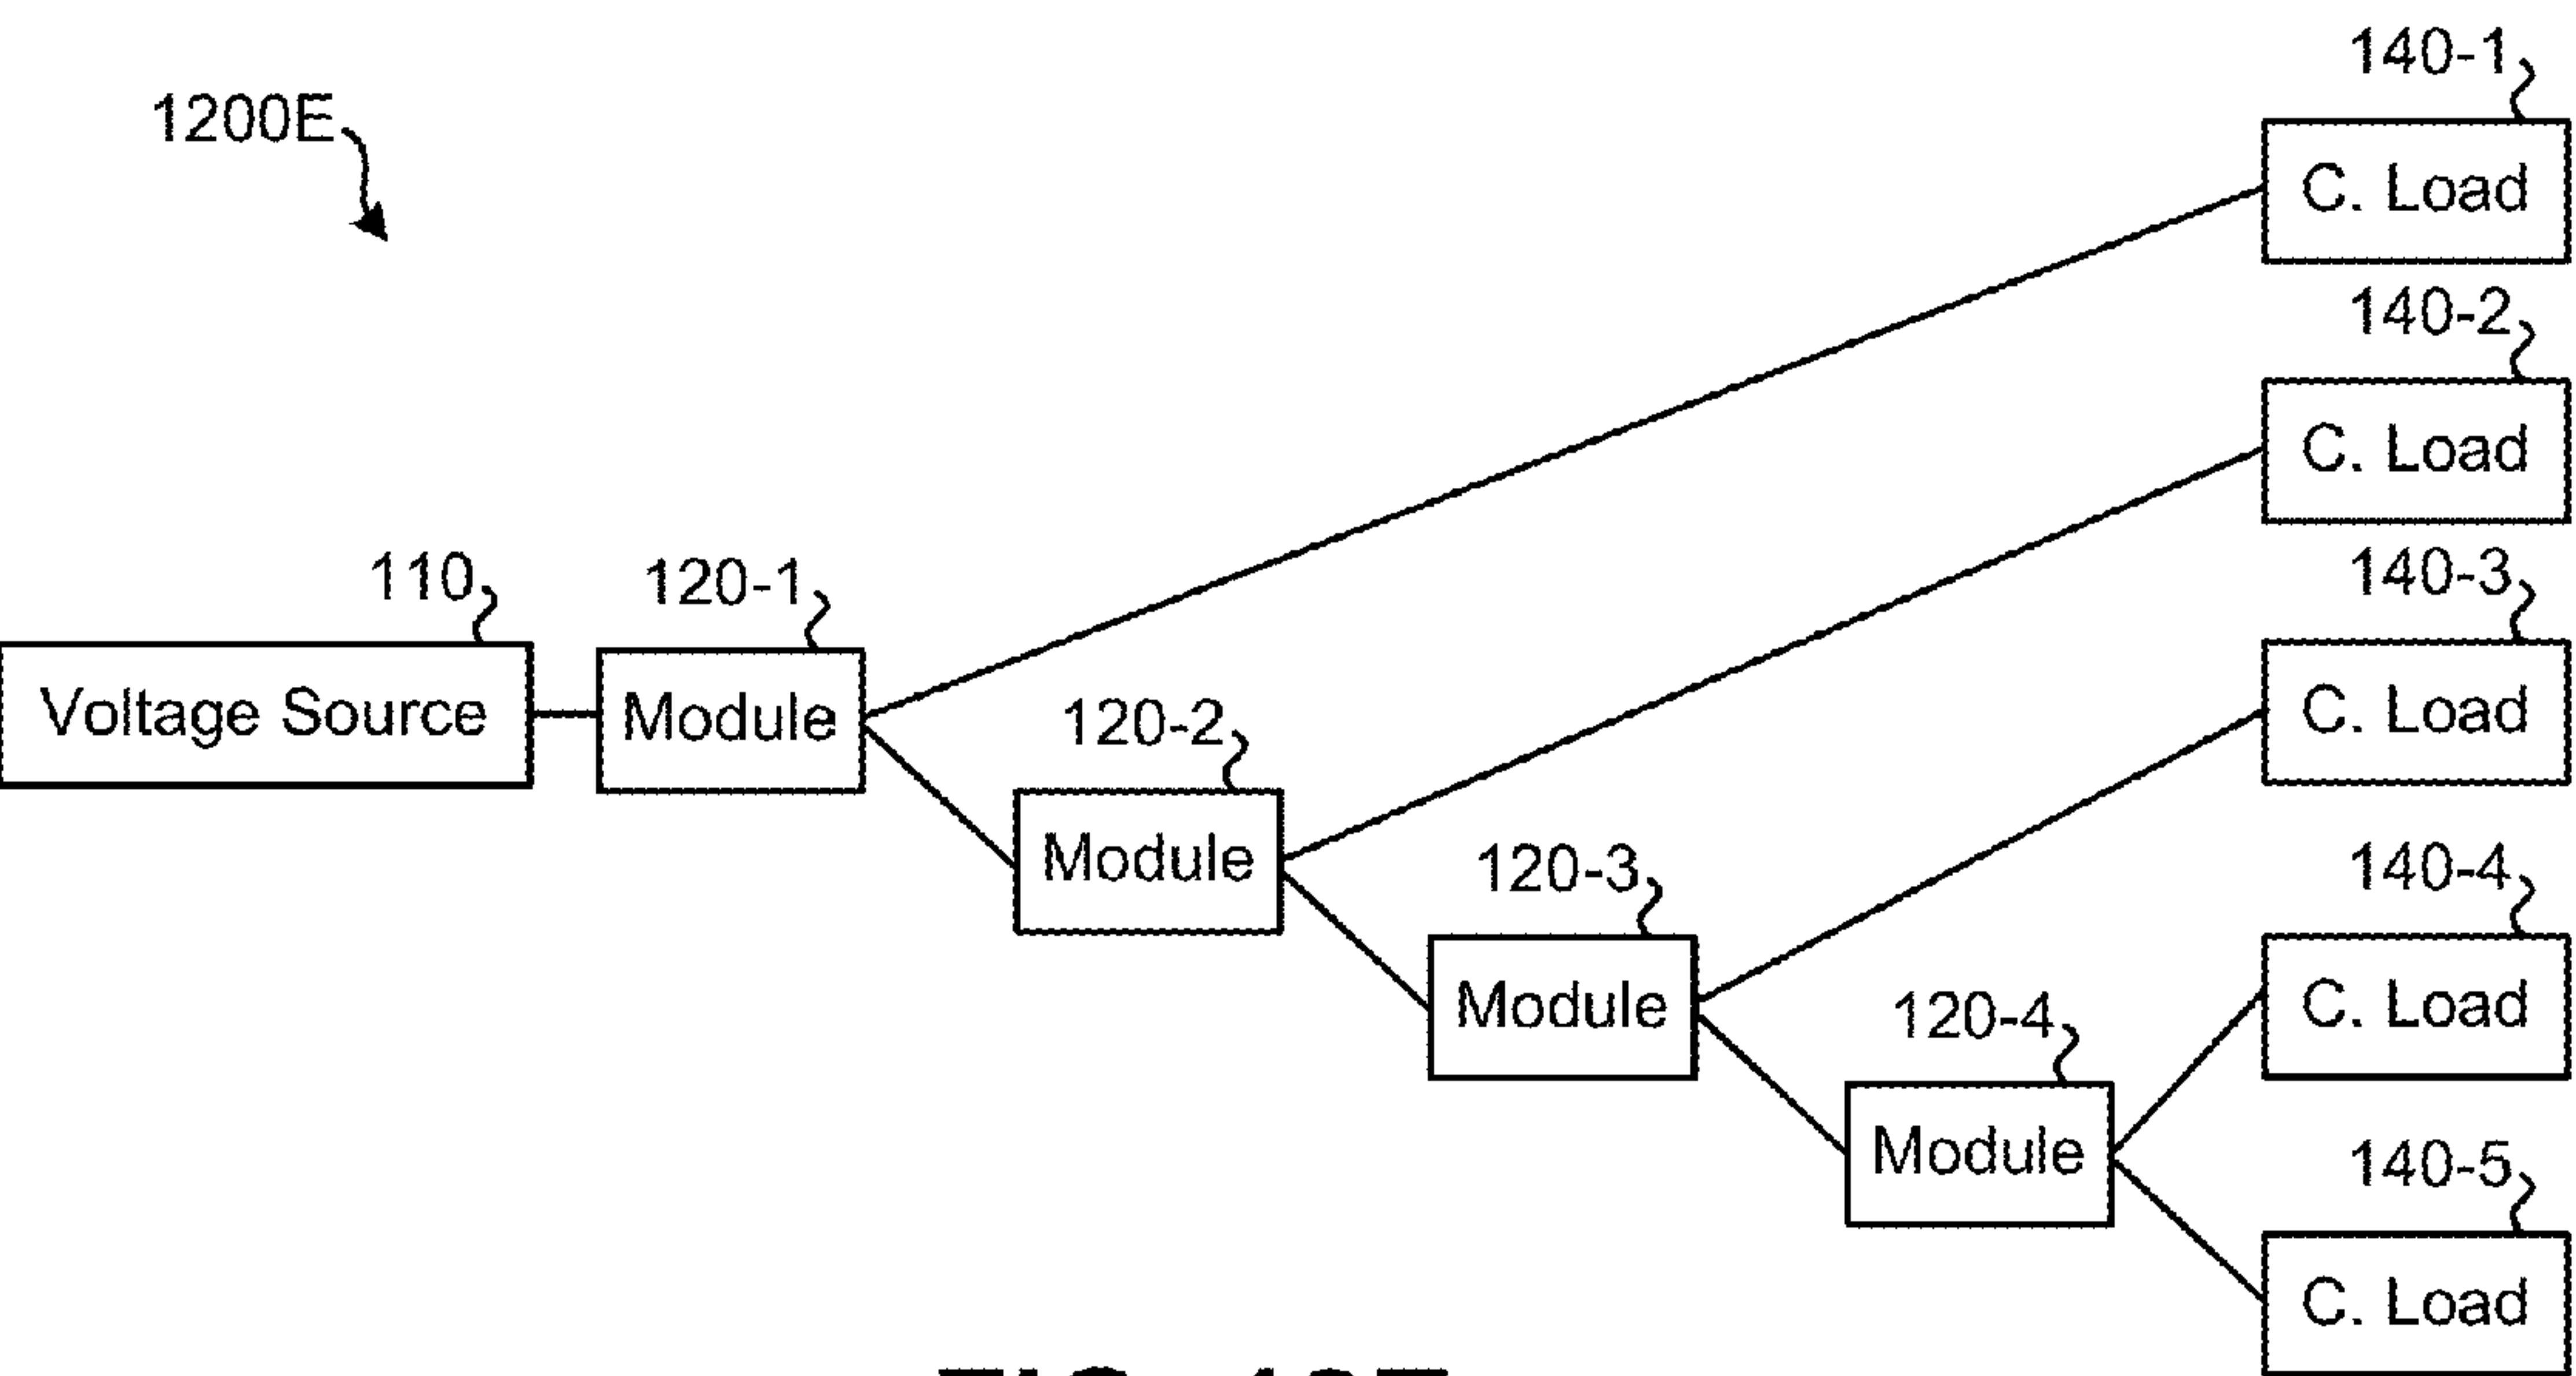 140-1
1200E
C. Load
140-2
C. Load
110
120-1
140-3
Voltage Source
Module
C. Load
120-2
Module
120-3
140-4
Module
C. Load
120-4
Module
140-5
C. Load